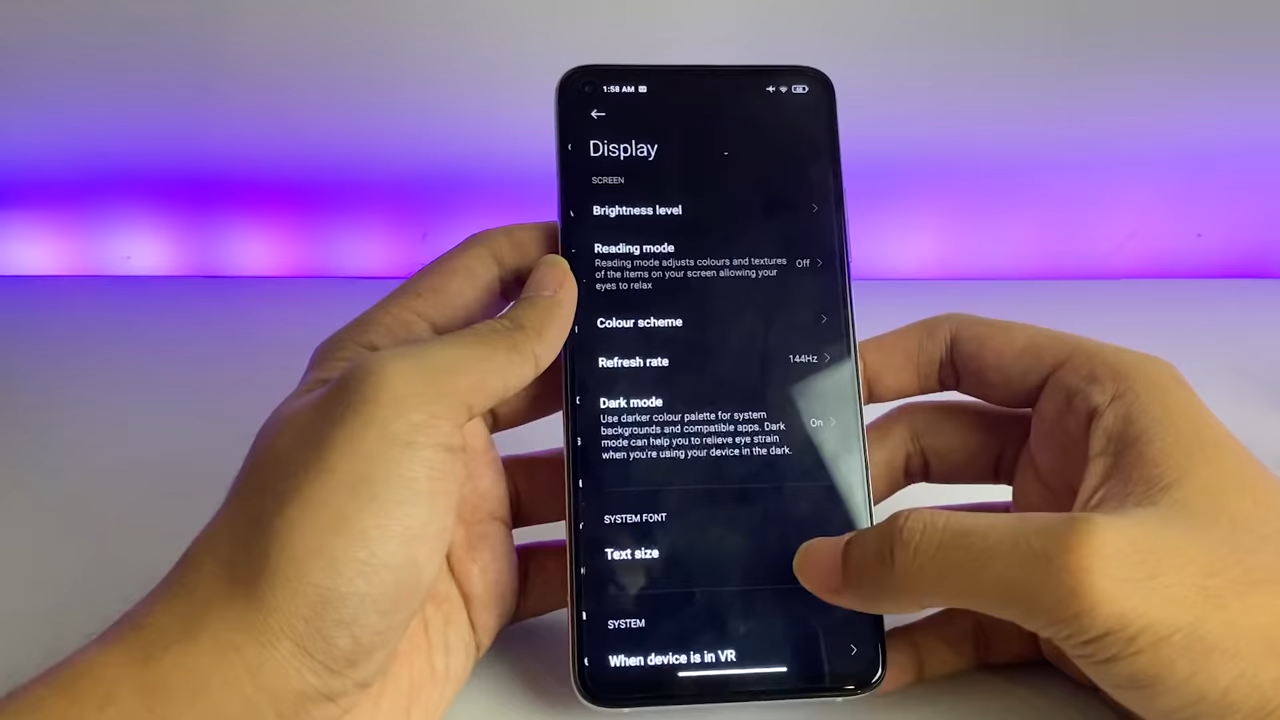 1:58 AM
68
Display
SCREEN
Brightness level
Reading mode
Reading mode adjusts colours and textures
of the items on your screen allowing your
eyes to relax
Off
Colour scheme
Refresh rate
144Hz
Dark mode
Use darker colour palette for system
backgrounds and compatible apps. Dark
mode can help you to relieve eye strain
when you're using your device in the dark.
On
SYSTEM FONT
Text size
SYSTEM
When device is in VR